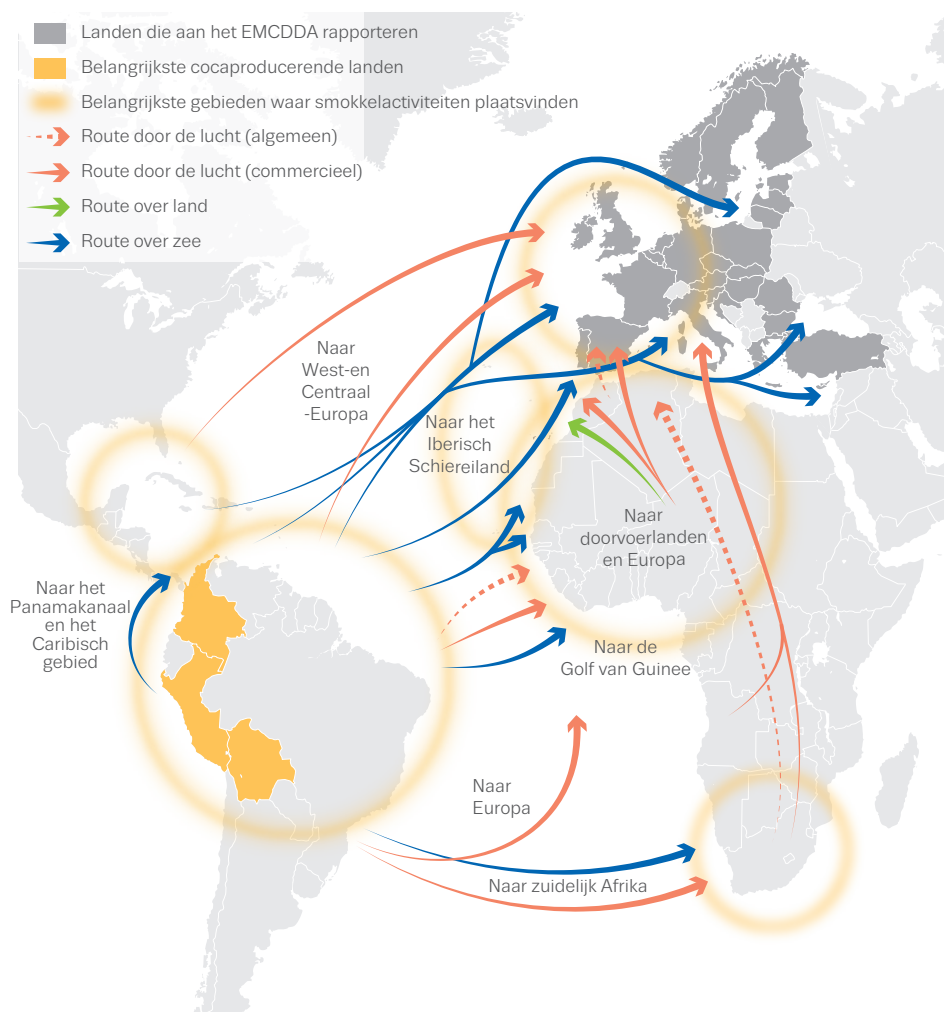 Landen die aan het EMCDDA rapporteren
Belangrijkste cocaproducerende landen
Belangrijkste gebieden waar smokkelactiviteiten plaatsvinden
Route door de lucht (algemeen)
Route door de lucht (commercieel)
Route over land
Route over zee
Naar
West-en
Centraal
-Europa
Naar het
Iberisch
Schiereiland
Naar
doorvoerlanden
en Europa
Naar het
Panamakanaal
en het
Caribisch
gebied
Naar de
Golf van Guinee
Naar
Europa
Naar zuidelijk Afrika